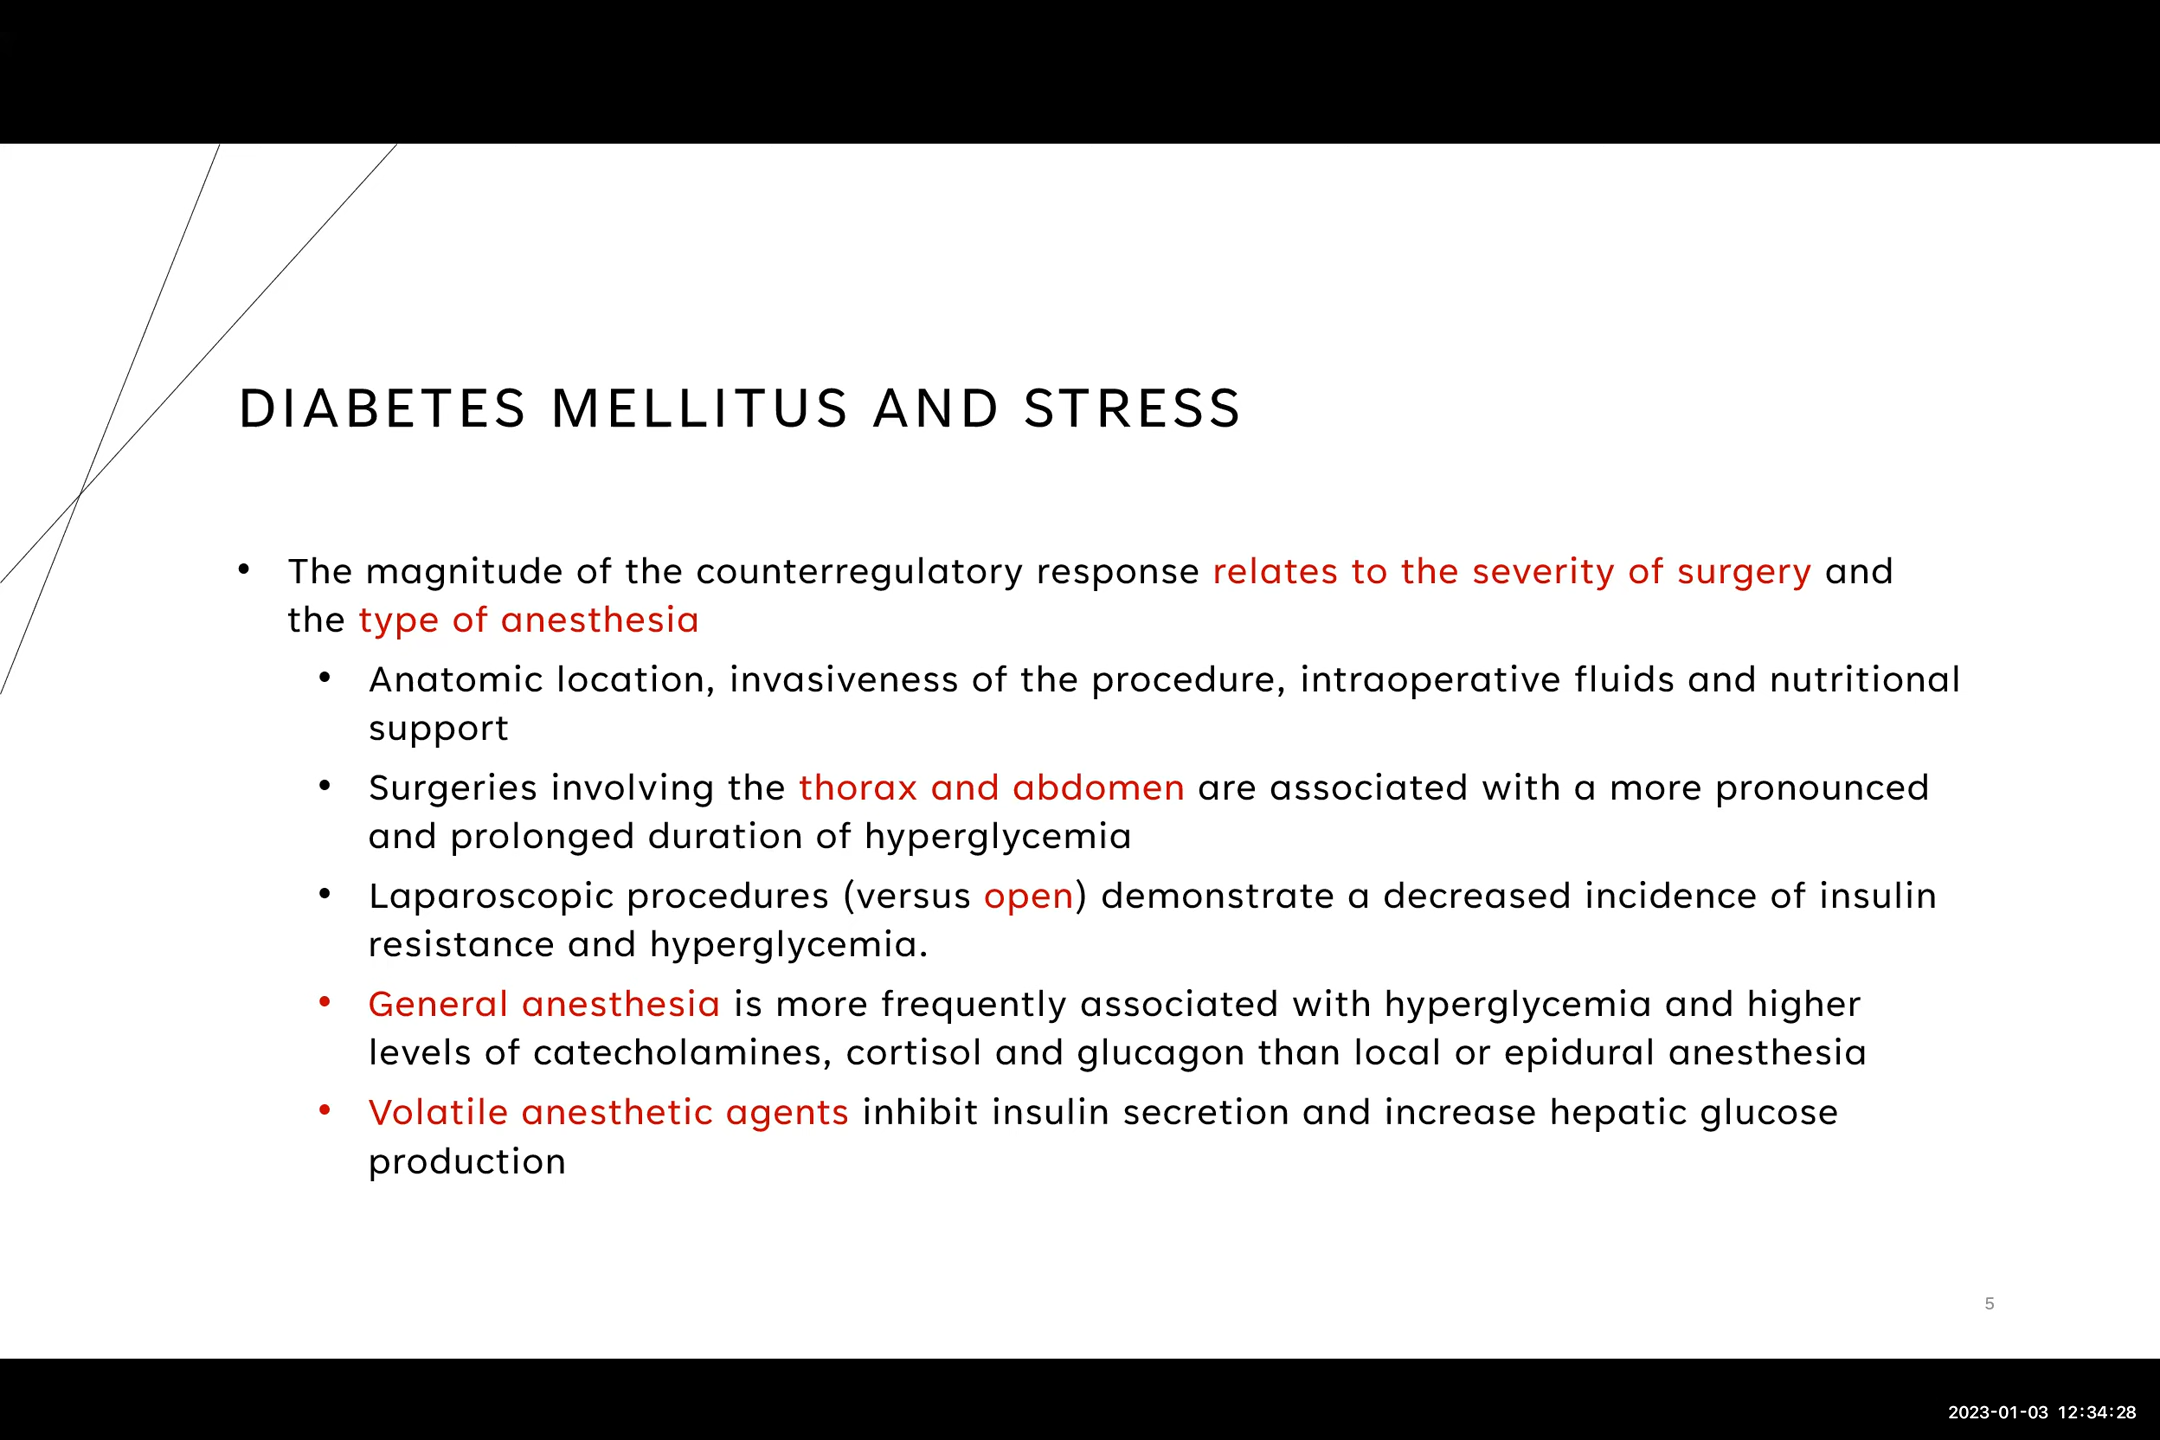 DIABETES MELLITUS AND STRESS
• The magnitude of the counterregulatory response relates to the severity of surgery and
the type of anesthesia
• Anatomic location, invasiveness of the procedure, intraoperative fluids and nutritional
support
• Surgeries involving the thorax and abdomen are associated with a more pronounced
and prolonged duration of hyperglycemia
• Laparoscopic procedures (versus open) demonstrate a decreased incidence of insulin
resistance and hyperglycemia.
• General anesthesia is more frequently associated with hyperglycemia and higher
levels of catecholamines, cortisol and glucagon than local or epidural anesthesia
• Volatile anesthetic agents inhibit insulin secretion and increase hepatic glucose
production
5
2023-01-03 12:34:28